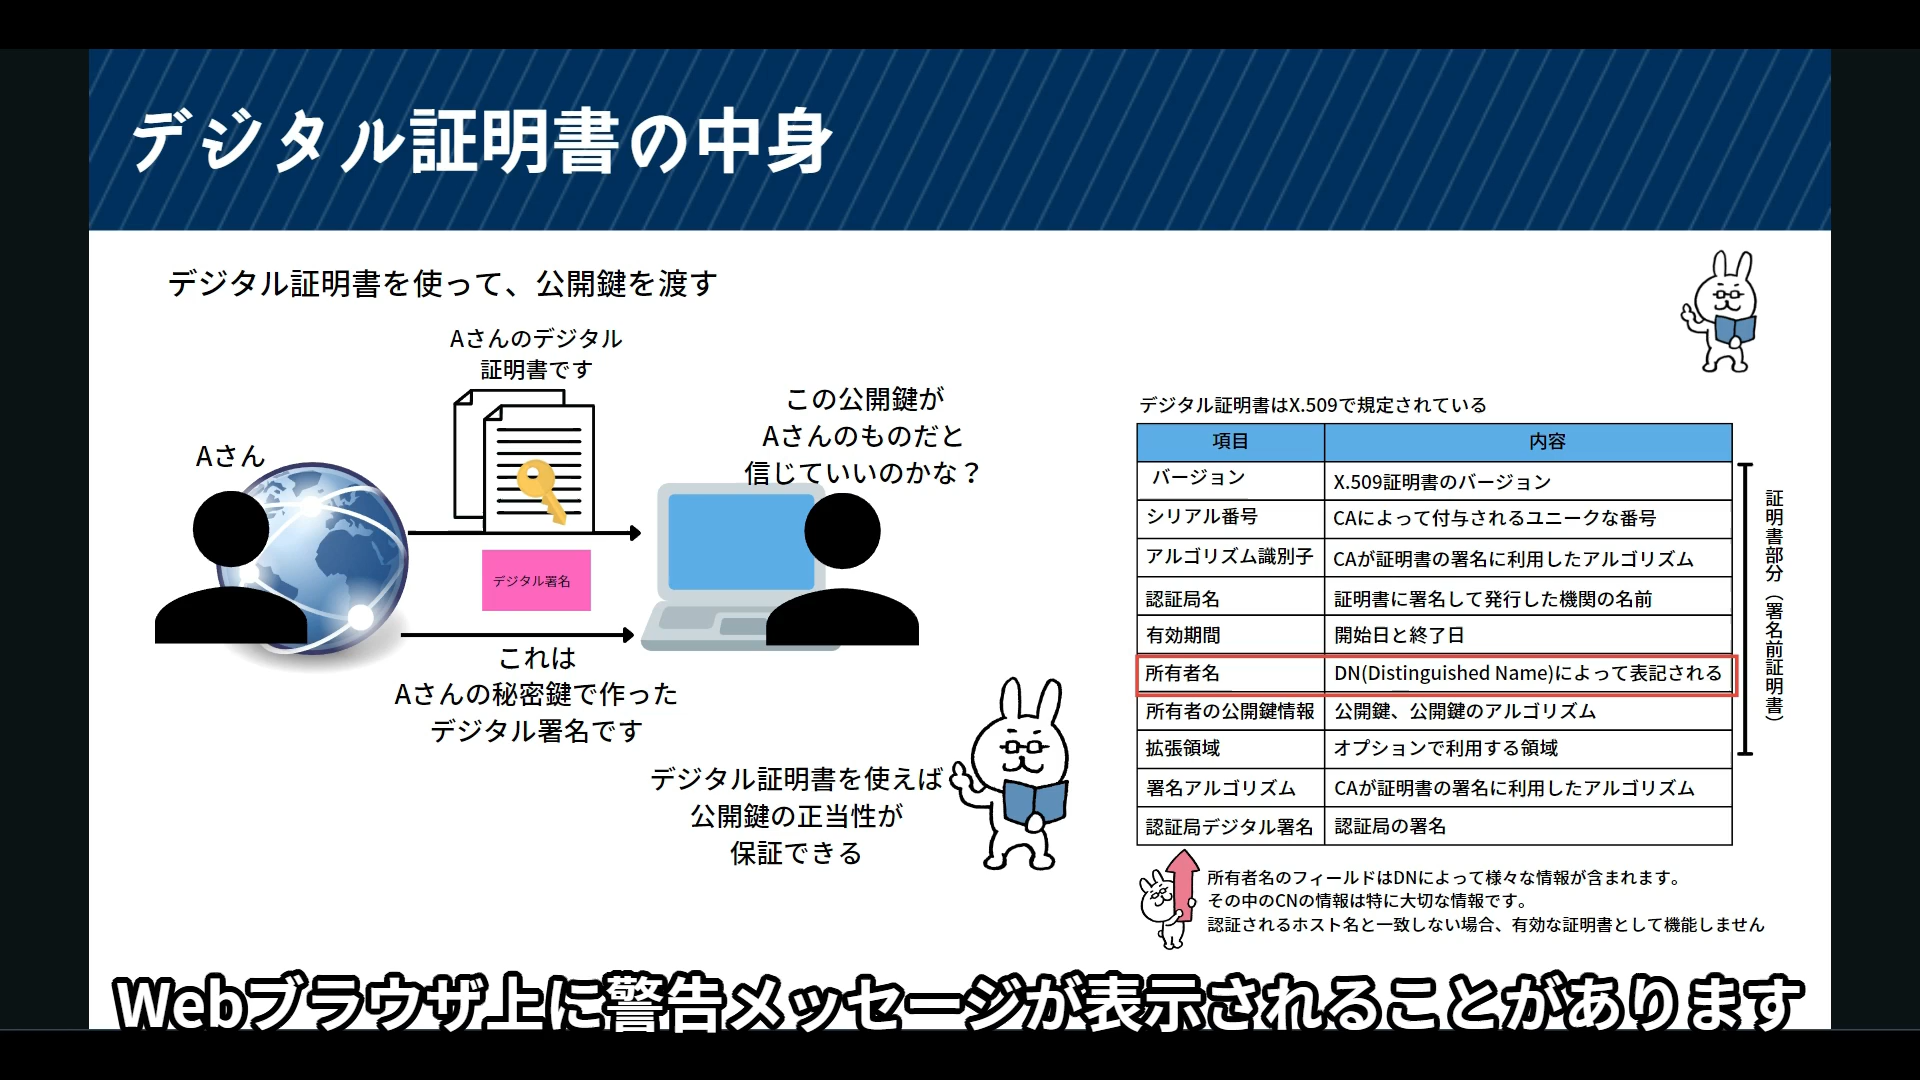 デジタル証明書の中身
デジタル証明書を使って、公開鍵を渡す
Aさんのデジタル
証明書です
Aさん
この公開鍵が
Aさんのものだと
信じていいのかな？
デジタル署名
これは
Aさんの秘密鍵で作った
デジタル署名です
デジタル証明書を使えば
公開鍵の正当性が
保証できる
デジタル証明書はX.509で規定されている
項目 内容
バージョン X.509証明書のバージョン
シリアル番号 CAによって付与されるユニークな番号
アルゴリズム識別子 CAが証明書の署名に利用したアルゴリズム
認証局名 証明書に署名して発行した機関の名前
有効期間 開始日と終了日
所有者名 DN(Distinguished Name)によって表記される
所有者の公開鍵情報 公開鍵、公開鍵のアルゴリズム
拡張領域 オプションで利用する領域
署名アルゴリズム CAが証明書の署名に利用したアルゴリズム
認証局デジタル署名 認証局の署名
証明書部分（署名前証明書）
所有者名のフィールドはDNによって様々な情報が含まれます。
その中のCNの情報は特に大切な情報です。
認証されるホスト名と一致しない場合、有効な証明書として機能しません
Webブラウザ上に警告メッセージが表示されることがあります